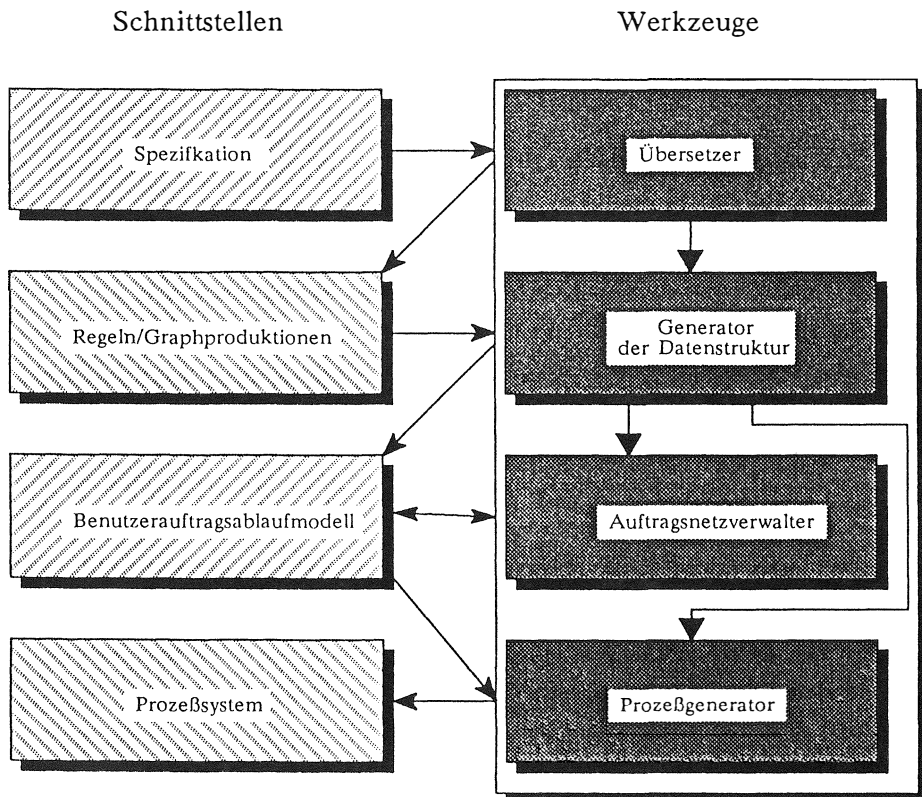 Schnittstellen
Werkzeuge
Spezifkation
Übersetzer
Regeln/Graphproduktionen
Generator
der Datenstruktur
Benutzerauftragsablaufmodell
Auftragsnetzverwalter
Prozeßsystem
Prozeßgenerator